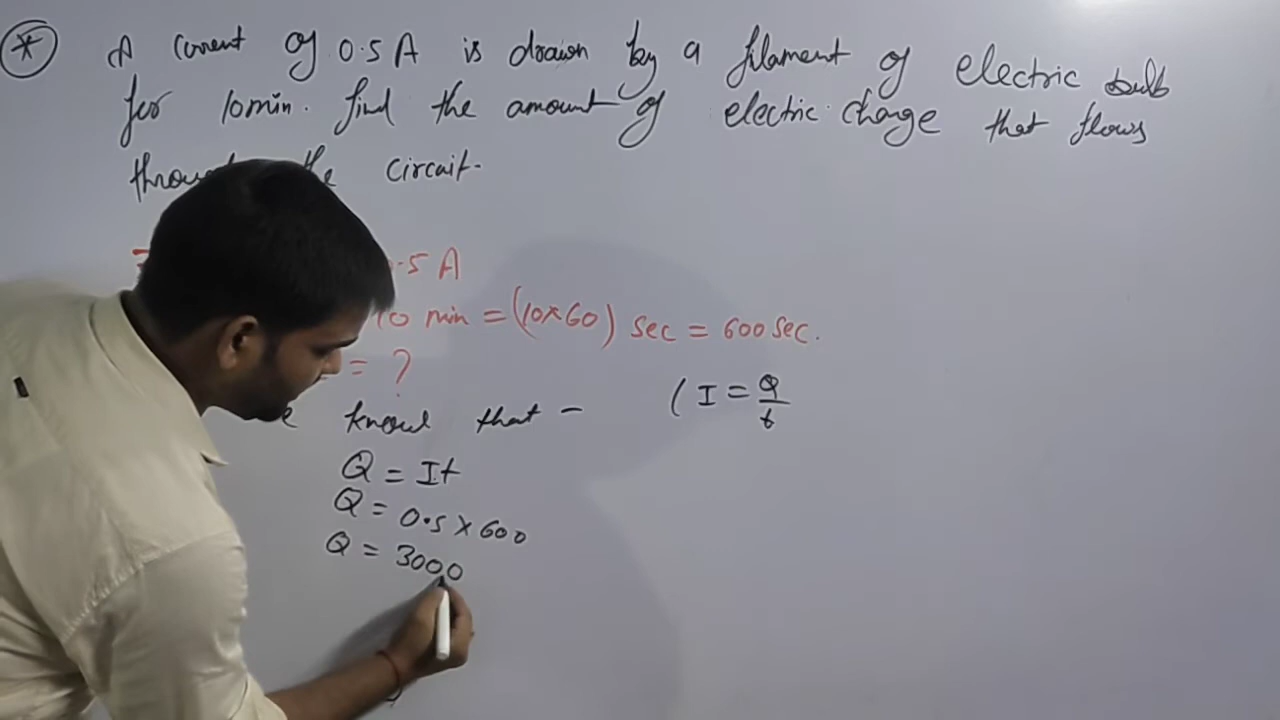 * A current of 0.5 A is drawn by a filament of electric bulb
for 10min. find the amount of electric charge that flows
the circuit.
0.5 A
10 min = (10×60) sec = 600 sec.
= ?
know that – ( I = Q/t
Q = It
Q = 0.5 × 600
Q = 3000